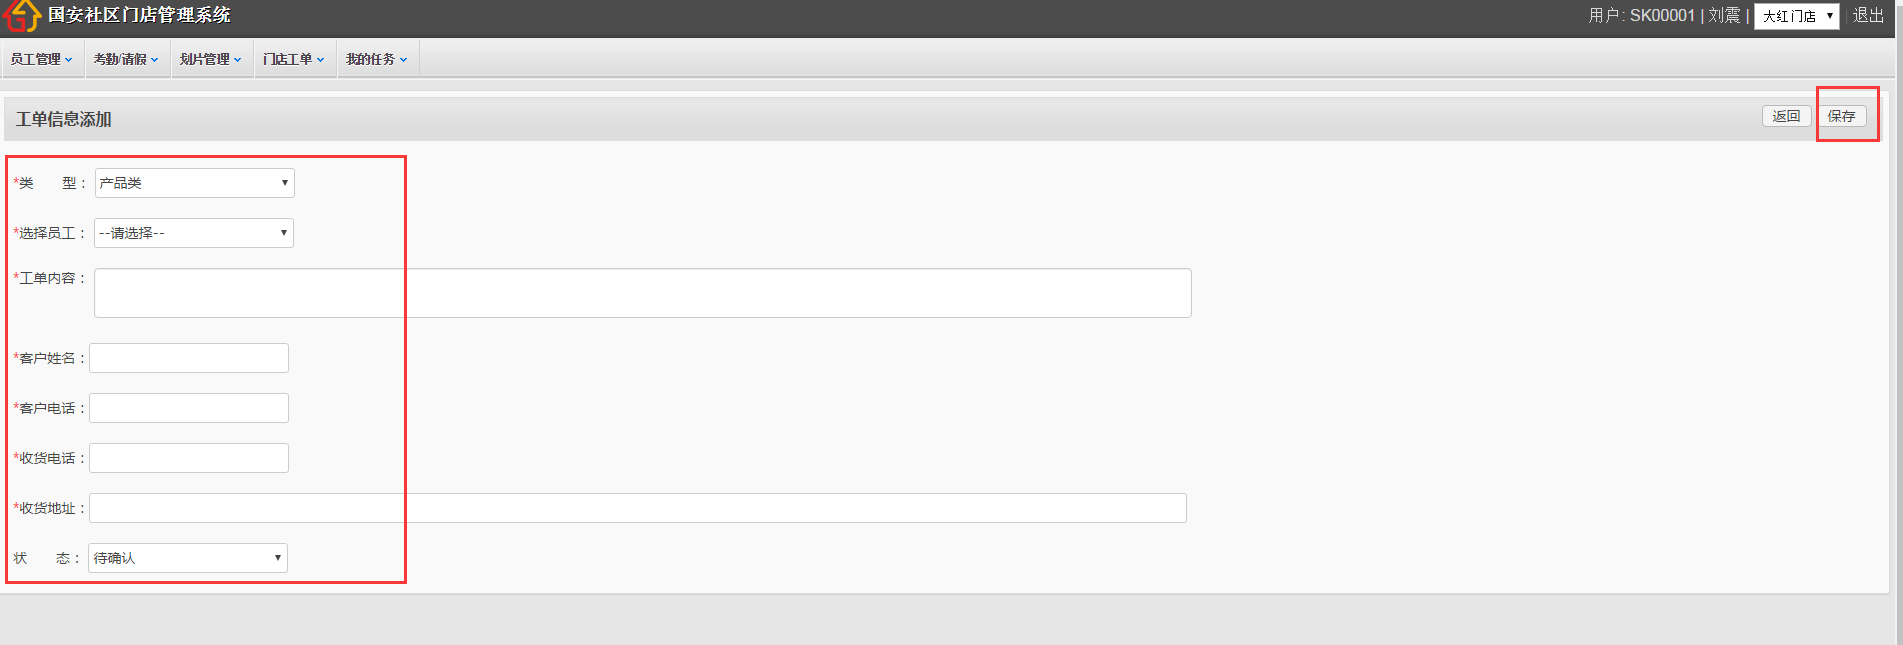 国安社区门店管理系统 用户: SK00001 | 刘震 | 大红门店 | 退出
员工管理 考勤/请假 划片管理 门店工单 我的任务
工单信息添加 返回 保存
*类 型： 产品类
*选择员工： --请选择--
*工单内容：
*客户姓名：
*客户电话：
*收货电话：
*收货地址：
状 态： 待确认